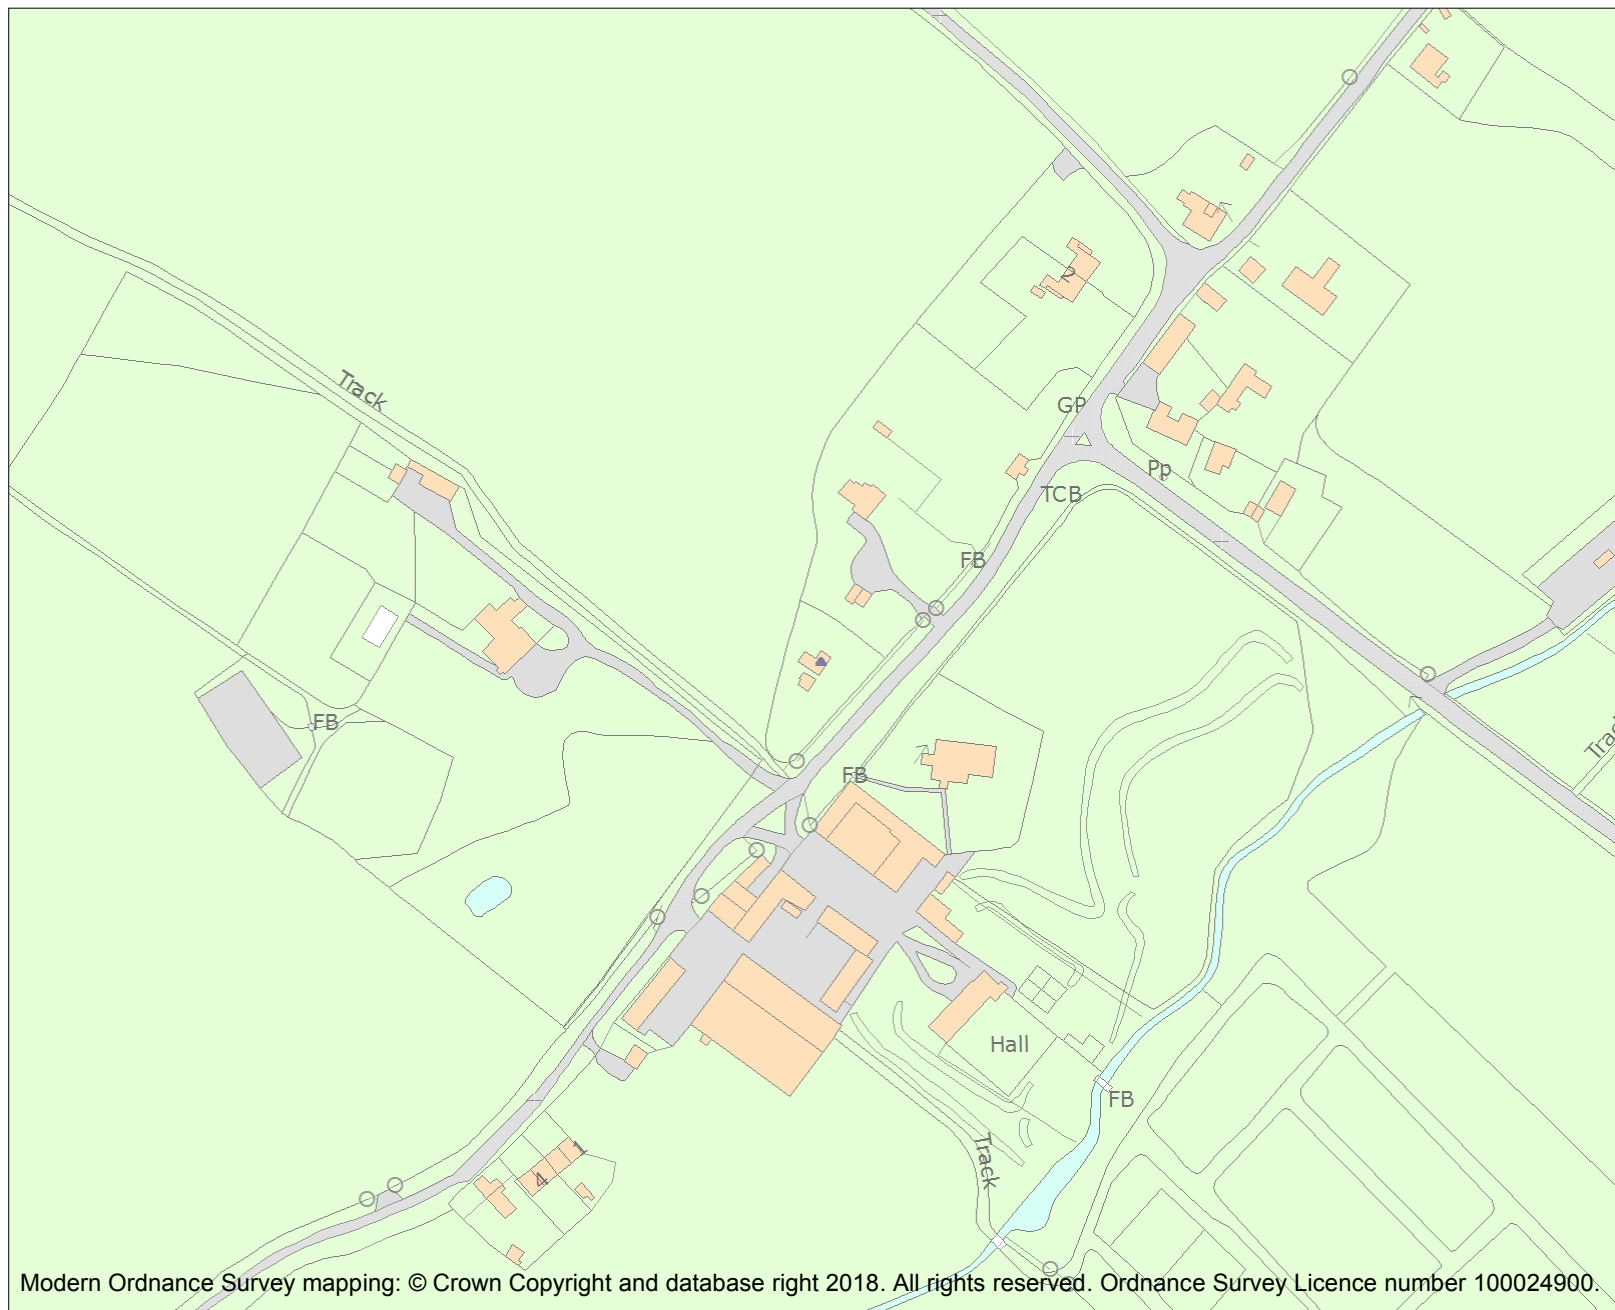 2
Track
GP
Pp
TCB
FB
FB
Track
FB
Hall
FB
Track
1
4
Modern Ordnance Survey mapping: © Crown Copyright and database right 2018. All rights reserved. Ordnance Survey Licence number 100024900.